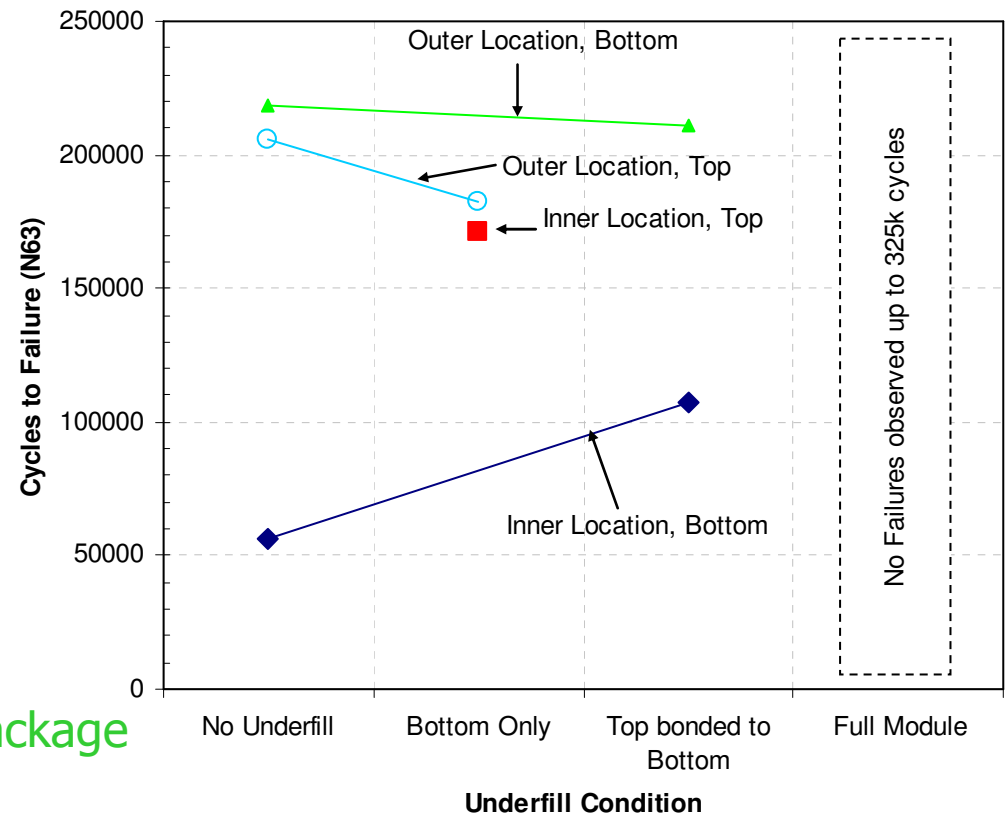 250000
200000
150000
100000
50000
0
Cycles to Failure (N63)
Outer Location, Bottom
Outer Location, Top
Inner Location, Top
Inner Location, Bottom
No Failures observed up to 325k cycles
No Underfill
Bottom Only
Top bonded to
Bottom
Full Module
Underfill Condition